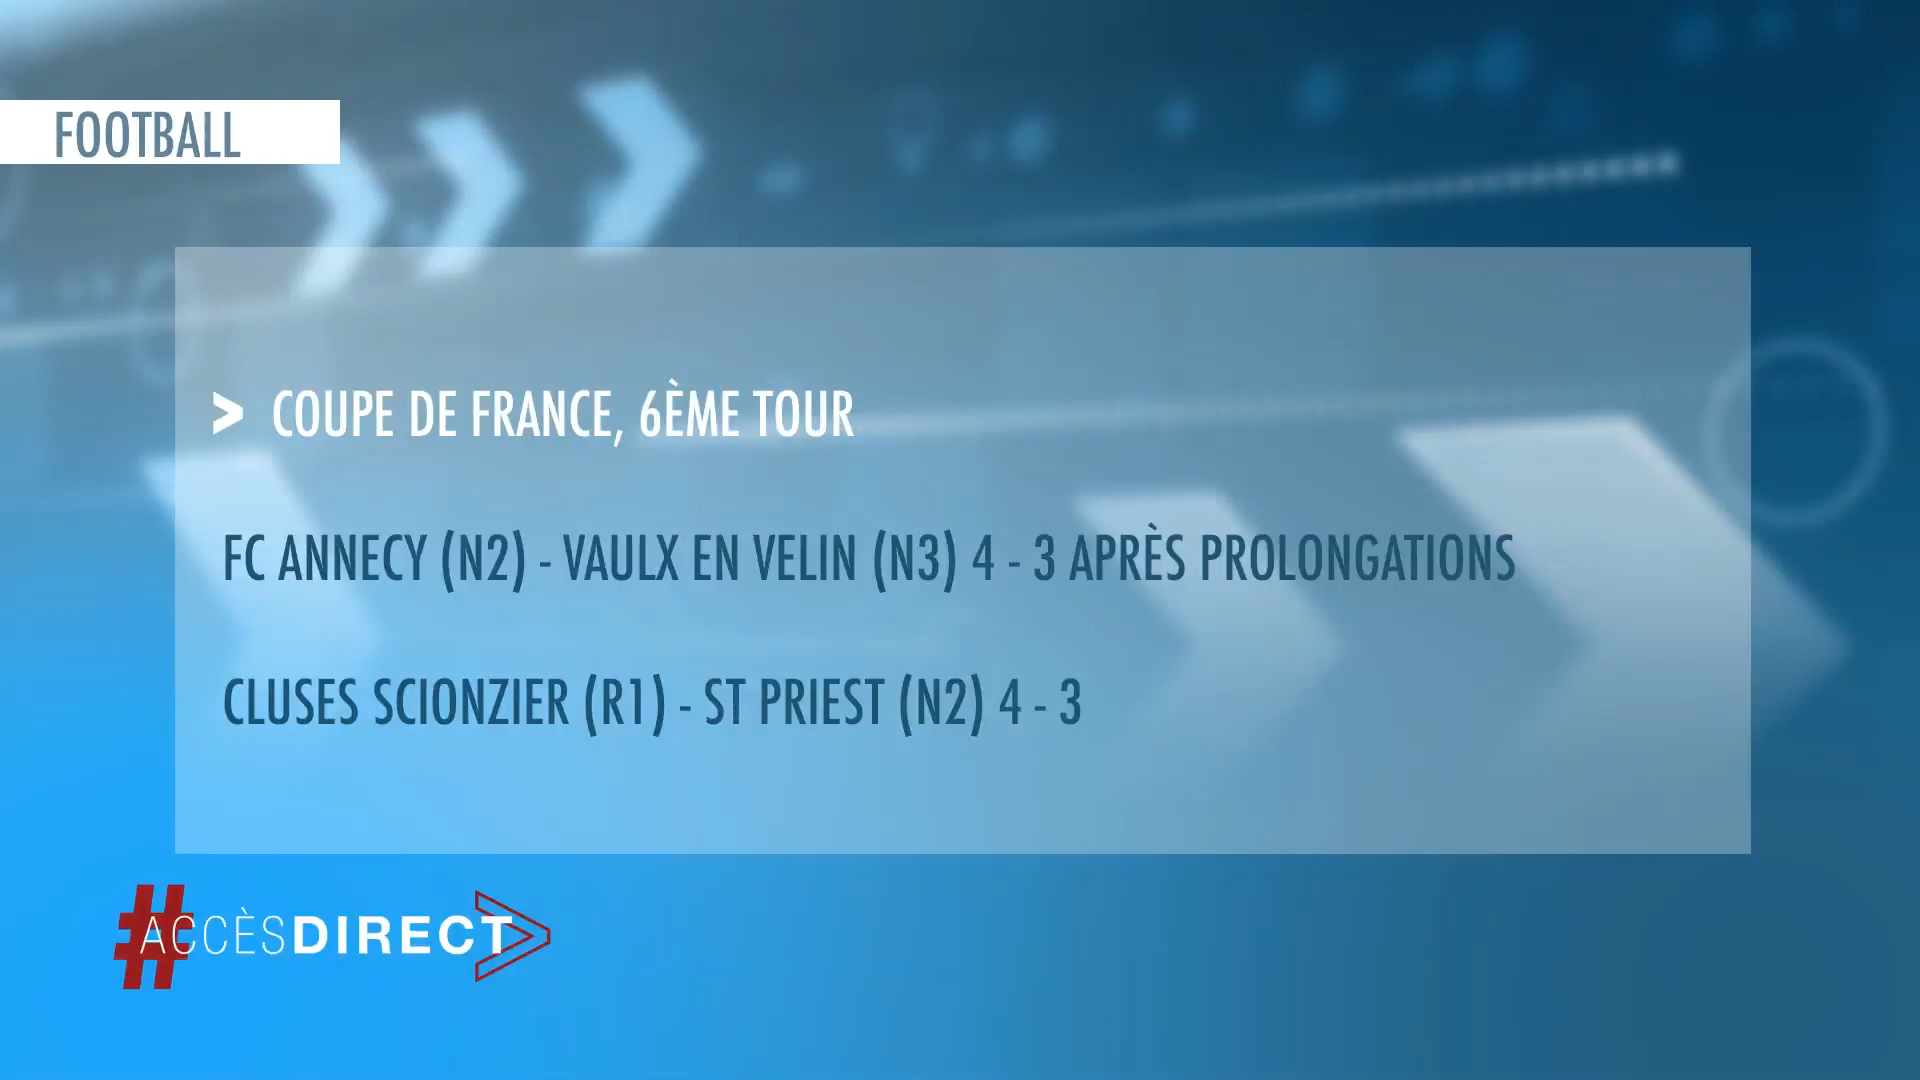 FOOTBALL
> COUPE DE FRANCE, 6ÈME TOUR
FC ANNECY (N2) - VAULX EN VELIN (N3) 4 - 3 APRÈS PROLONGATIONS
CLUSES SCIONZIER (R1) - ST PRIEST (N2) 4 - 3
#ACCÈSDIRECT